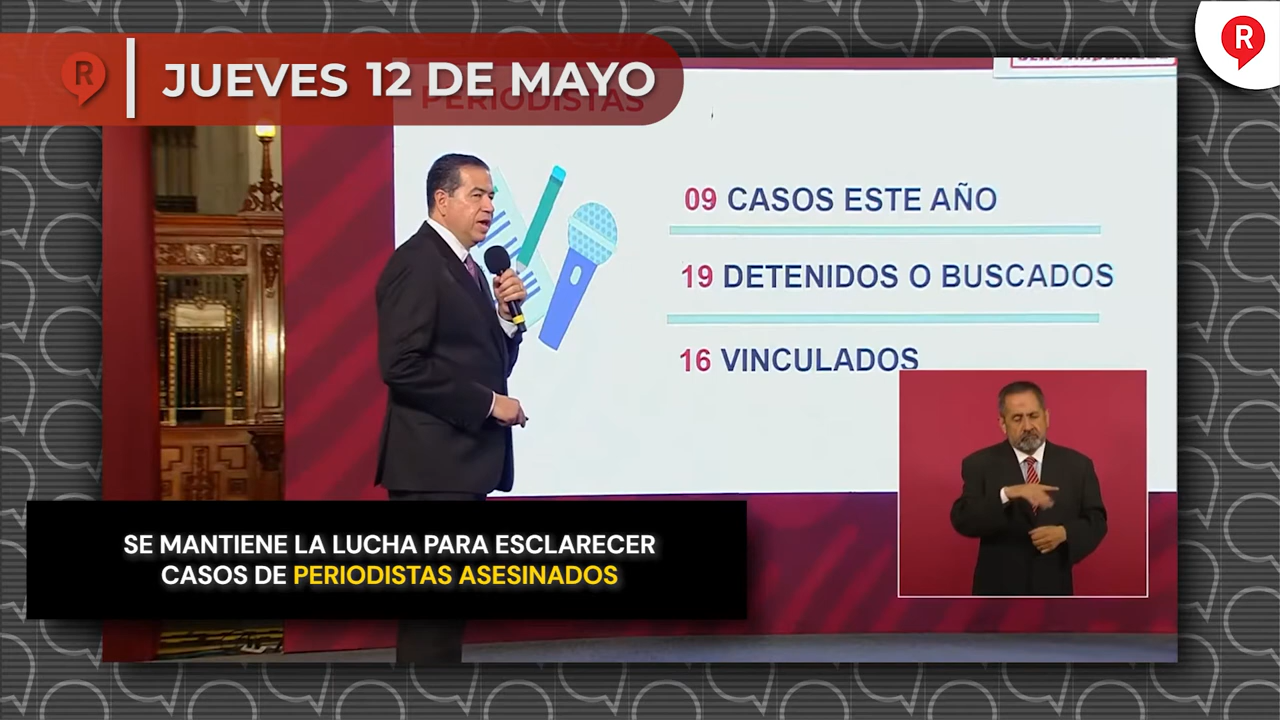 R
R
JUEVES 12 DE MAYO
PERIODISTAS
09 CASOS ESTE AÑO
19 DETENIDOS O BUSCADOS
16 VINCULADOS
SE MANTIENE LA LUCHA PARA ESCLARECER
CASOS DE PERIODISTAS ASESINADOS